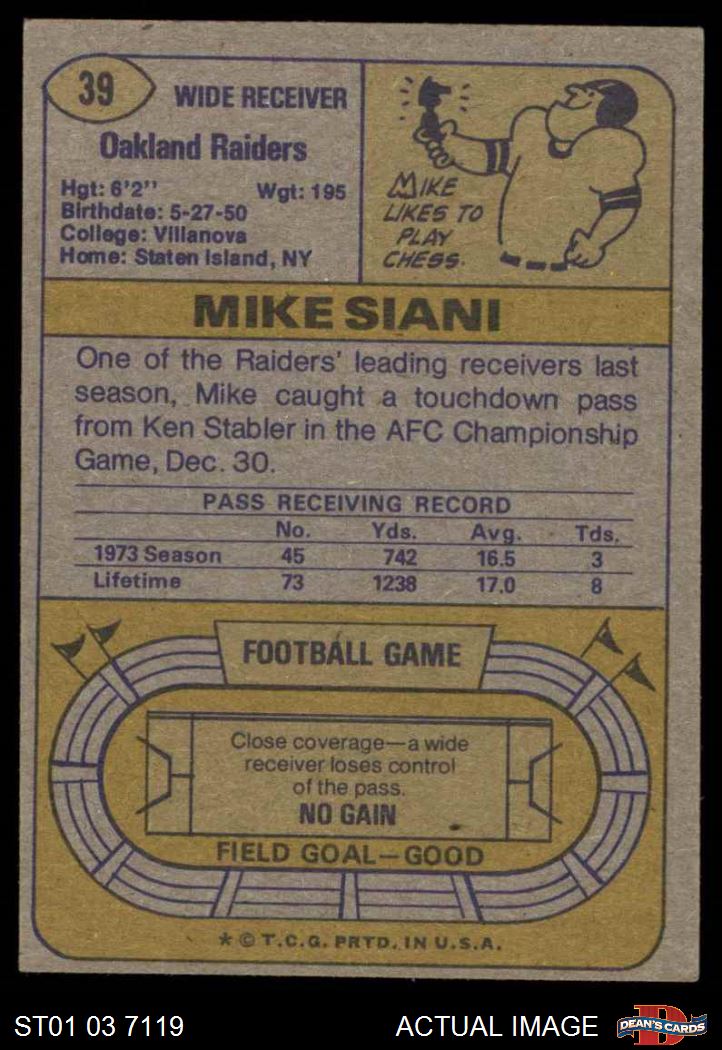 39
WIDE RECEIVER
Oakland Raiders
Hgt: 6'2" Wgt: 195
Birthdate: 5-27-50
College: Villanova
Home: Staten Island, NY
MIKE
LIKES TO
PLAY
CHESS.
MIKE SIANI
One of the Raiders' leading receivers last
season, Mike caught a touchdown pass
from Ken Stabler in the AFC Championship
Game, Dec. 30.
PASS RECEIVING RECORD
No. Yds. Avg. Tds.
1973 Season 45 742 16.5 3
Lifetime 73 1238 17.0 8
FOOTBALL GAME
Close coverage—a wide
receiver loses control
of the pass.
NO GAIN
FIELD GOAL—GOOD
* © T.C.G. PRTD. IN U.S.A.
ST01 03 7119 ACTUAL IMAGE
D
DEAN'S CARDS